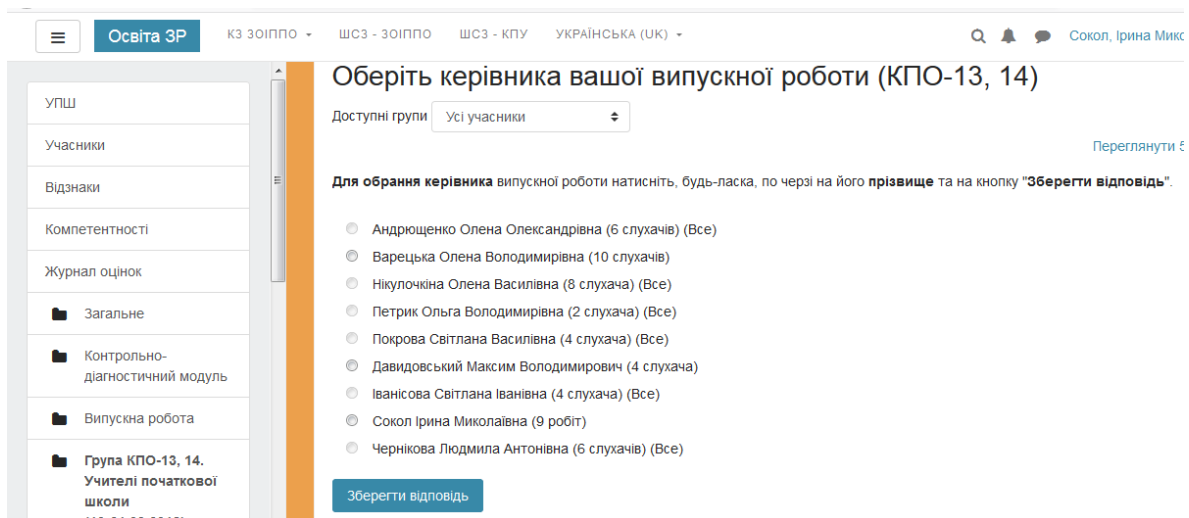 Освіта ЗР
КЗ ЗОІППО
ШСЗ - ЗОІППО
ШСЗ - КПУ
УКРАЇНСЬКА (UK)
Сокол, Ірина Мико
УПШ
Учасники
Відзнаки
Компетентності
Журнал оцінок
Загальне
Контрольно-
діагностичний модуль
Випускна робота
Група КПО-13, 14.
Учителі початкової
школи
Оберіть керівника вашої випускної роботи (КПО-13, 14)
Доступні групи Усі учасники
Переглянути 5
Для обрання керівника випускної роботи натисніть, будь-ласка, по черзі на його прізвище та на кнопку "Зберегти відповідь".
Андрющенко Олена Олександрівна (6 слухачів) (Все)
Варецька Олена Володимирівна (10 слухачів)
Нікулочкіна Олена Василівна (8 слухача) (Все)
Петрик Ольга Володимирівна (2 слухача) (Все)
Покрова Світлана Василівна (4 слухача) (Все)
Давидовський Максим Володимирович (4 слухача)
Іванісова Світлана Іванівна (4 слухача) (Все)
Сокол Ірина Миколаївна (9 робіт)
Чернікова Людмила Антонівна (6 слухачів) (Все)
Зберегти відповідь